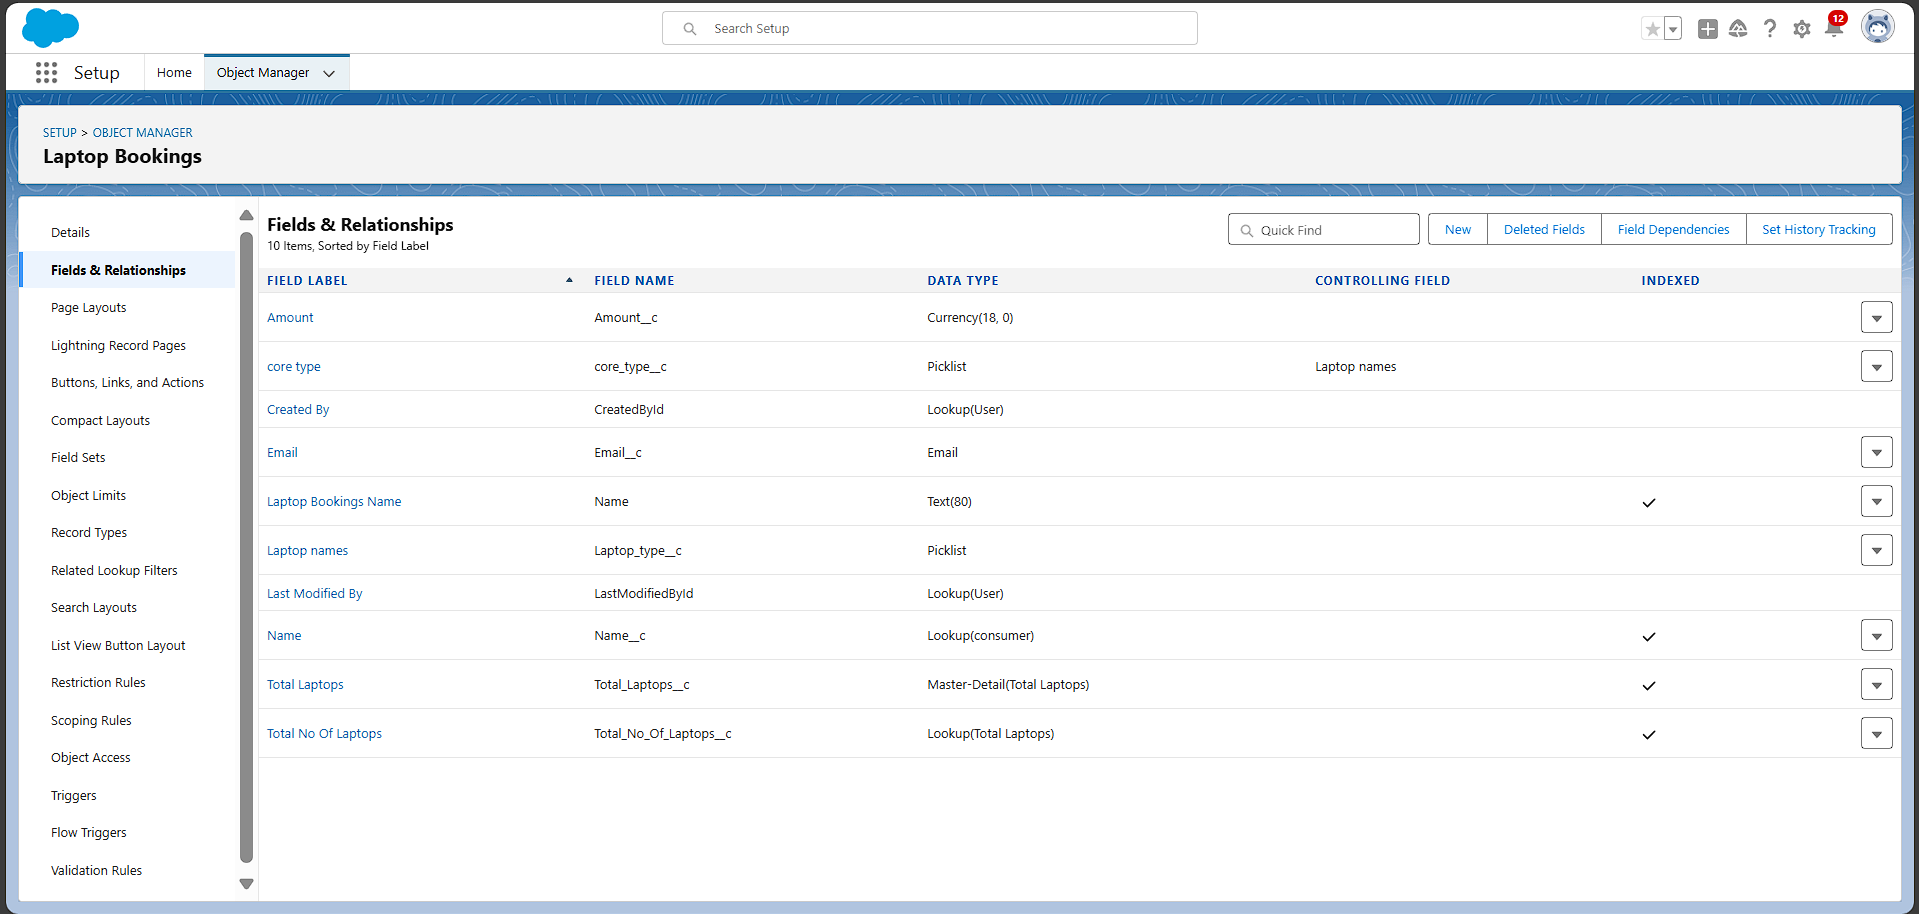 Search Setup
12
Setup
Home
Object Manager
SETUP > OBJECT MANAGER
Laptop Bookings
Details
Fields & Relationships
Page Layouts
Lightning Record Pages
Buttons, Links, and Actions
Compact Layouts
Field Sets
Object Limits
Record Types
Related Lookup Filters
Search Layouts
List View Button Layout
Restriction Rules
Scoping Rules
Object Access
Triggers
Flow Triggers
Validation Rules
Fields & Relationships
10 Items, Sorted by Field Label
Quick Find
New
Deleted Fields
Field Dependencies
Set History Tracking
FIELD LABEL FIELD NAME DATA TYPE CONTROLLING FIELD INDEXED
Amount Amount__c Currency(18, 0)
core type core_type__c Picklist Laptop names
Created By CreatedById Lookup(User)
Email Email__c Email
Laptop Bookings Name Name Text(80)
Laptop names Laptop_type__c Picklist
Last Modified By LastModifiedById Lookup(User)
Name Name__c Lookup(consumer)
Total Laptops Total_Laptops__c Master-Detail(Total Laptops)
Total No Of Laptops Total_No_Of_Laptops__c Lookup(Total Laptops)